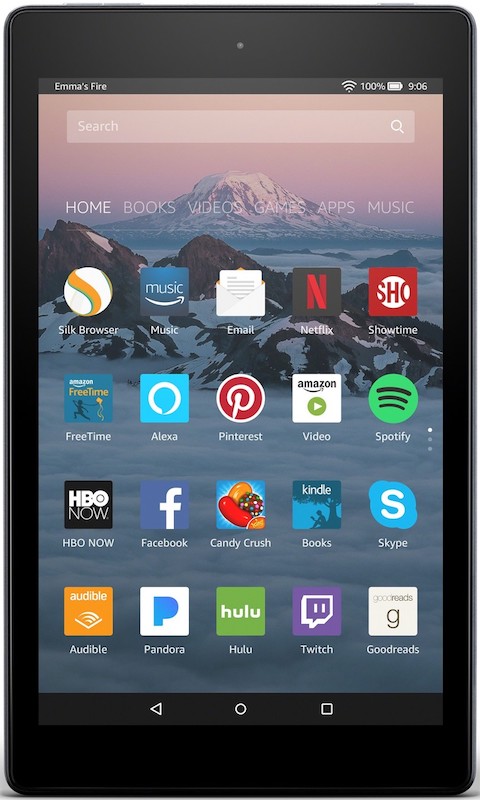 Emma's Fire 100% 9:06
Search
HOME BOOKS VIDEOS GAMES APPS MUSIC
music SHO
Silk Browser Music Email Netflix Showtime
amazon FreeTime amazon
FreeTime Alexa Pinterest Video Spotify
HBO NOW kindle
HBO NOW Facebook Candy Crush Books Skype
audible hulu goodreads
Audible Pandora Hulu Twitch Goodreads